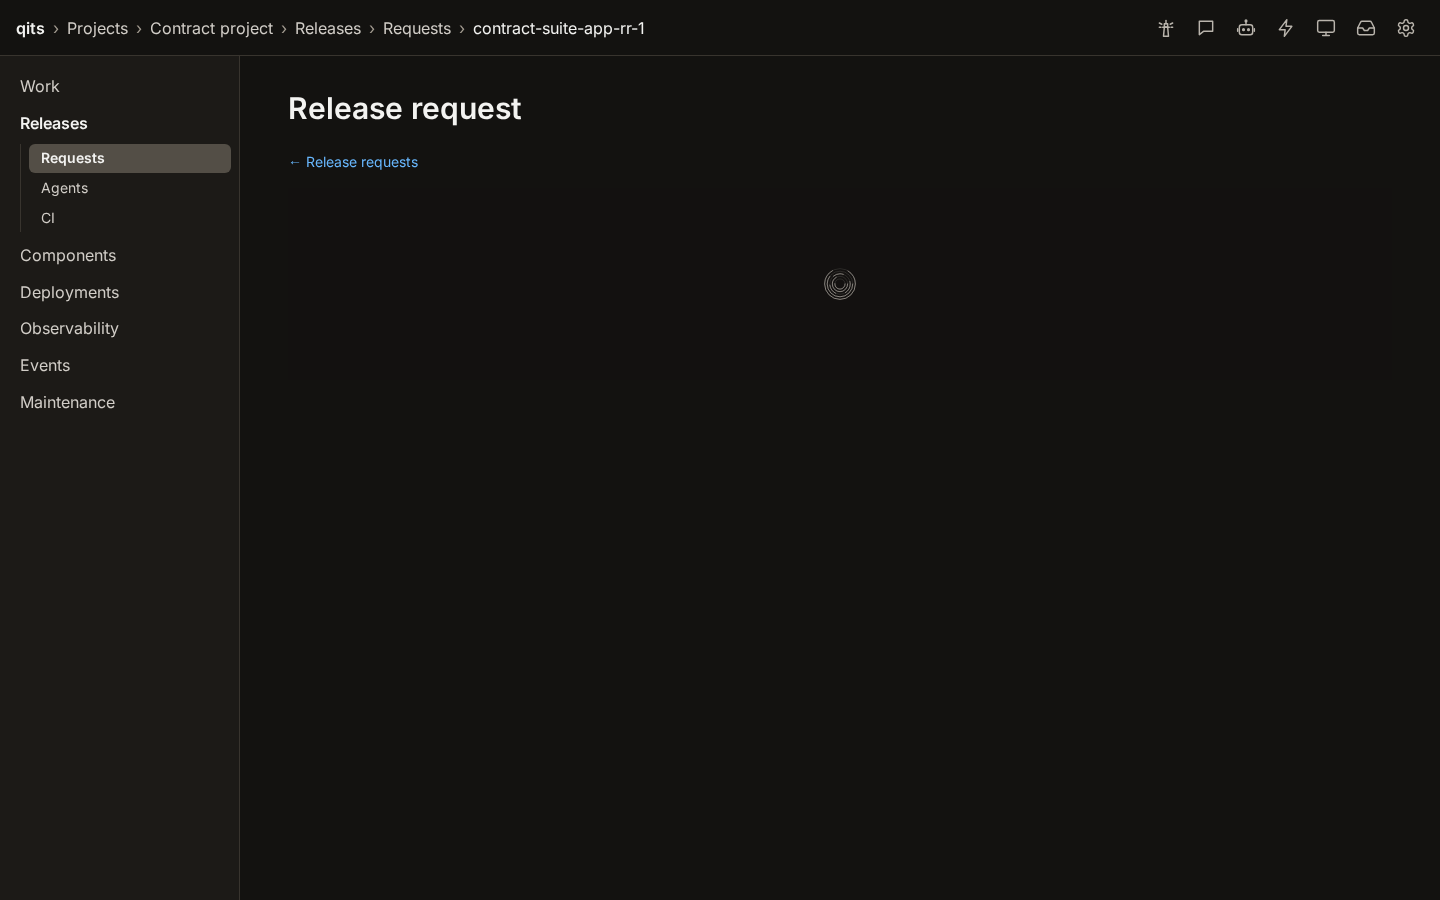 qits › Projects › Contract project › Releases › Requests › contract-suite-app-rr-1
Work
Releases
Requests
Agents
CI
Components
Deployments
Observability
Events
Maintenance
Release request
← Release requests